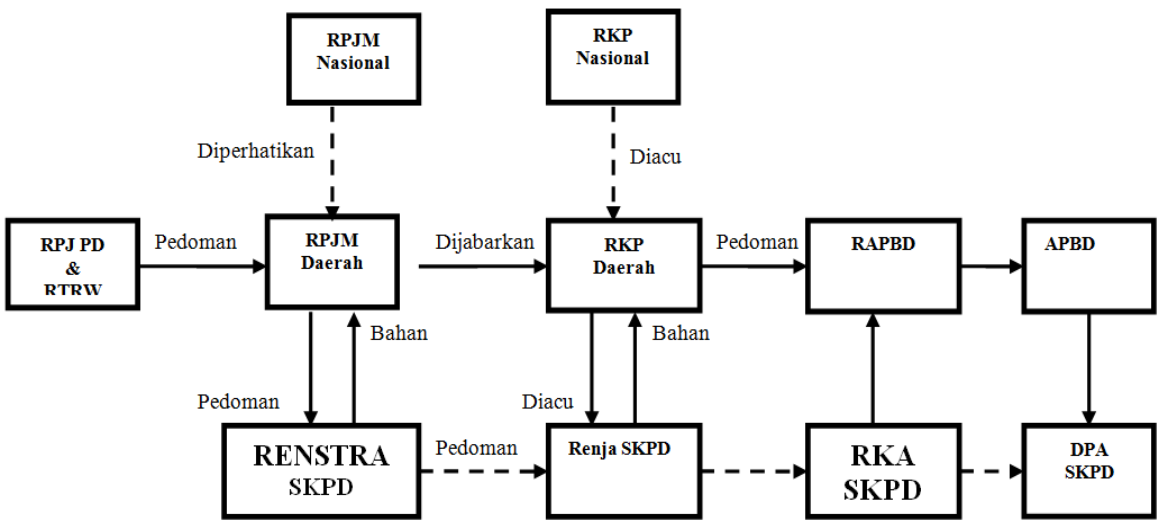 RPJM
Nasional
RKP
Nasional
Diperhatikan
Diacu
RPJ PD
&
RTRW
Pedoman
RPJM
Daerah
Dijabarkan
RKP
Daerah
Pedoman
RAPBD
APBD
Bahan
Bahan
Pedoman
Diacu
RENSTRA
SKPD
Pedoman
Renja SKPD
RKA
SKPD
DPA
SKPD